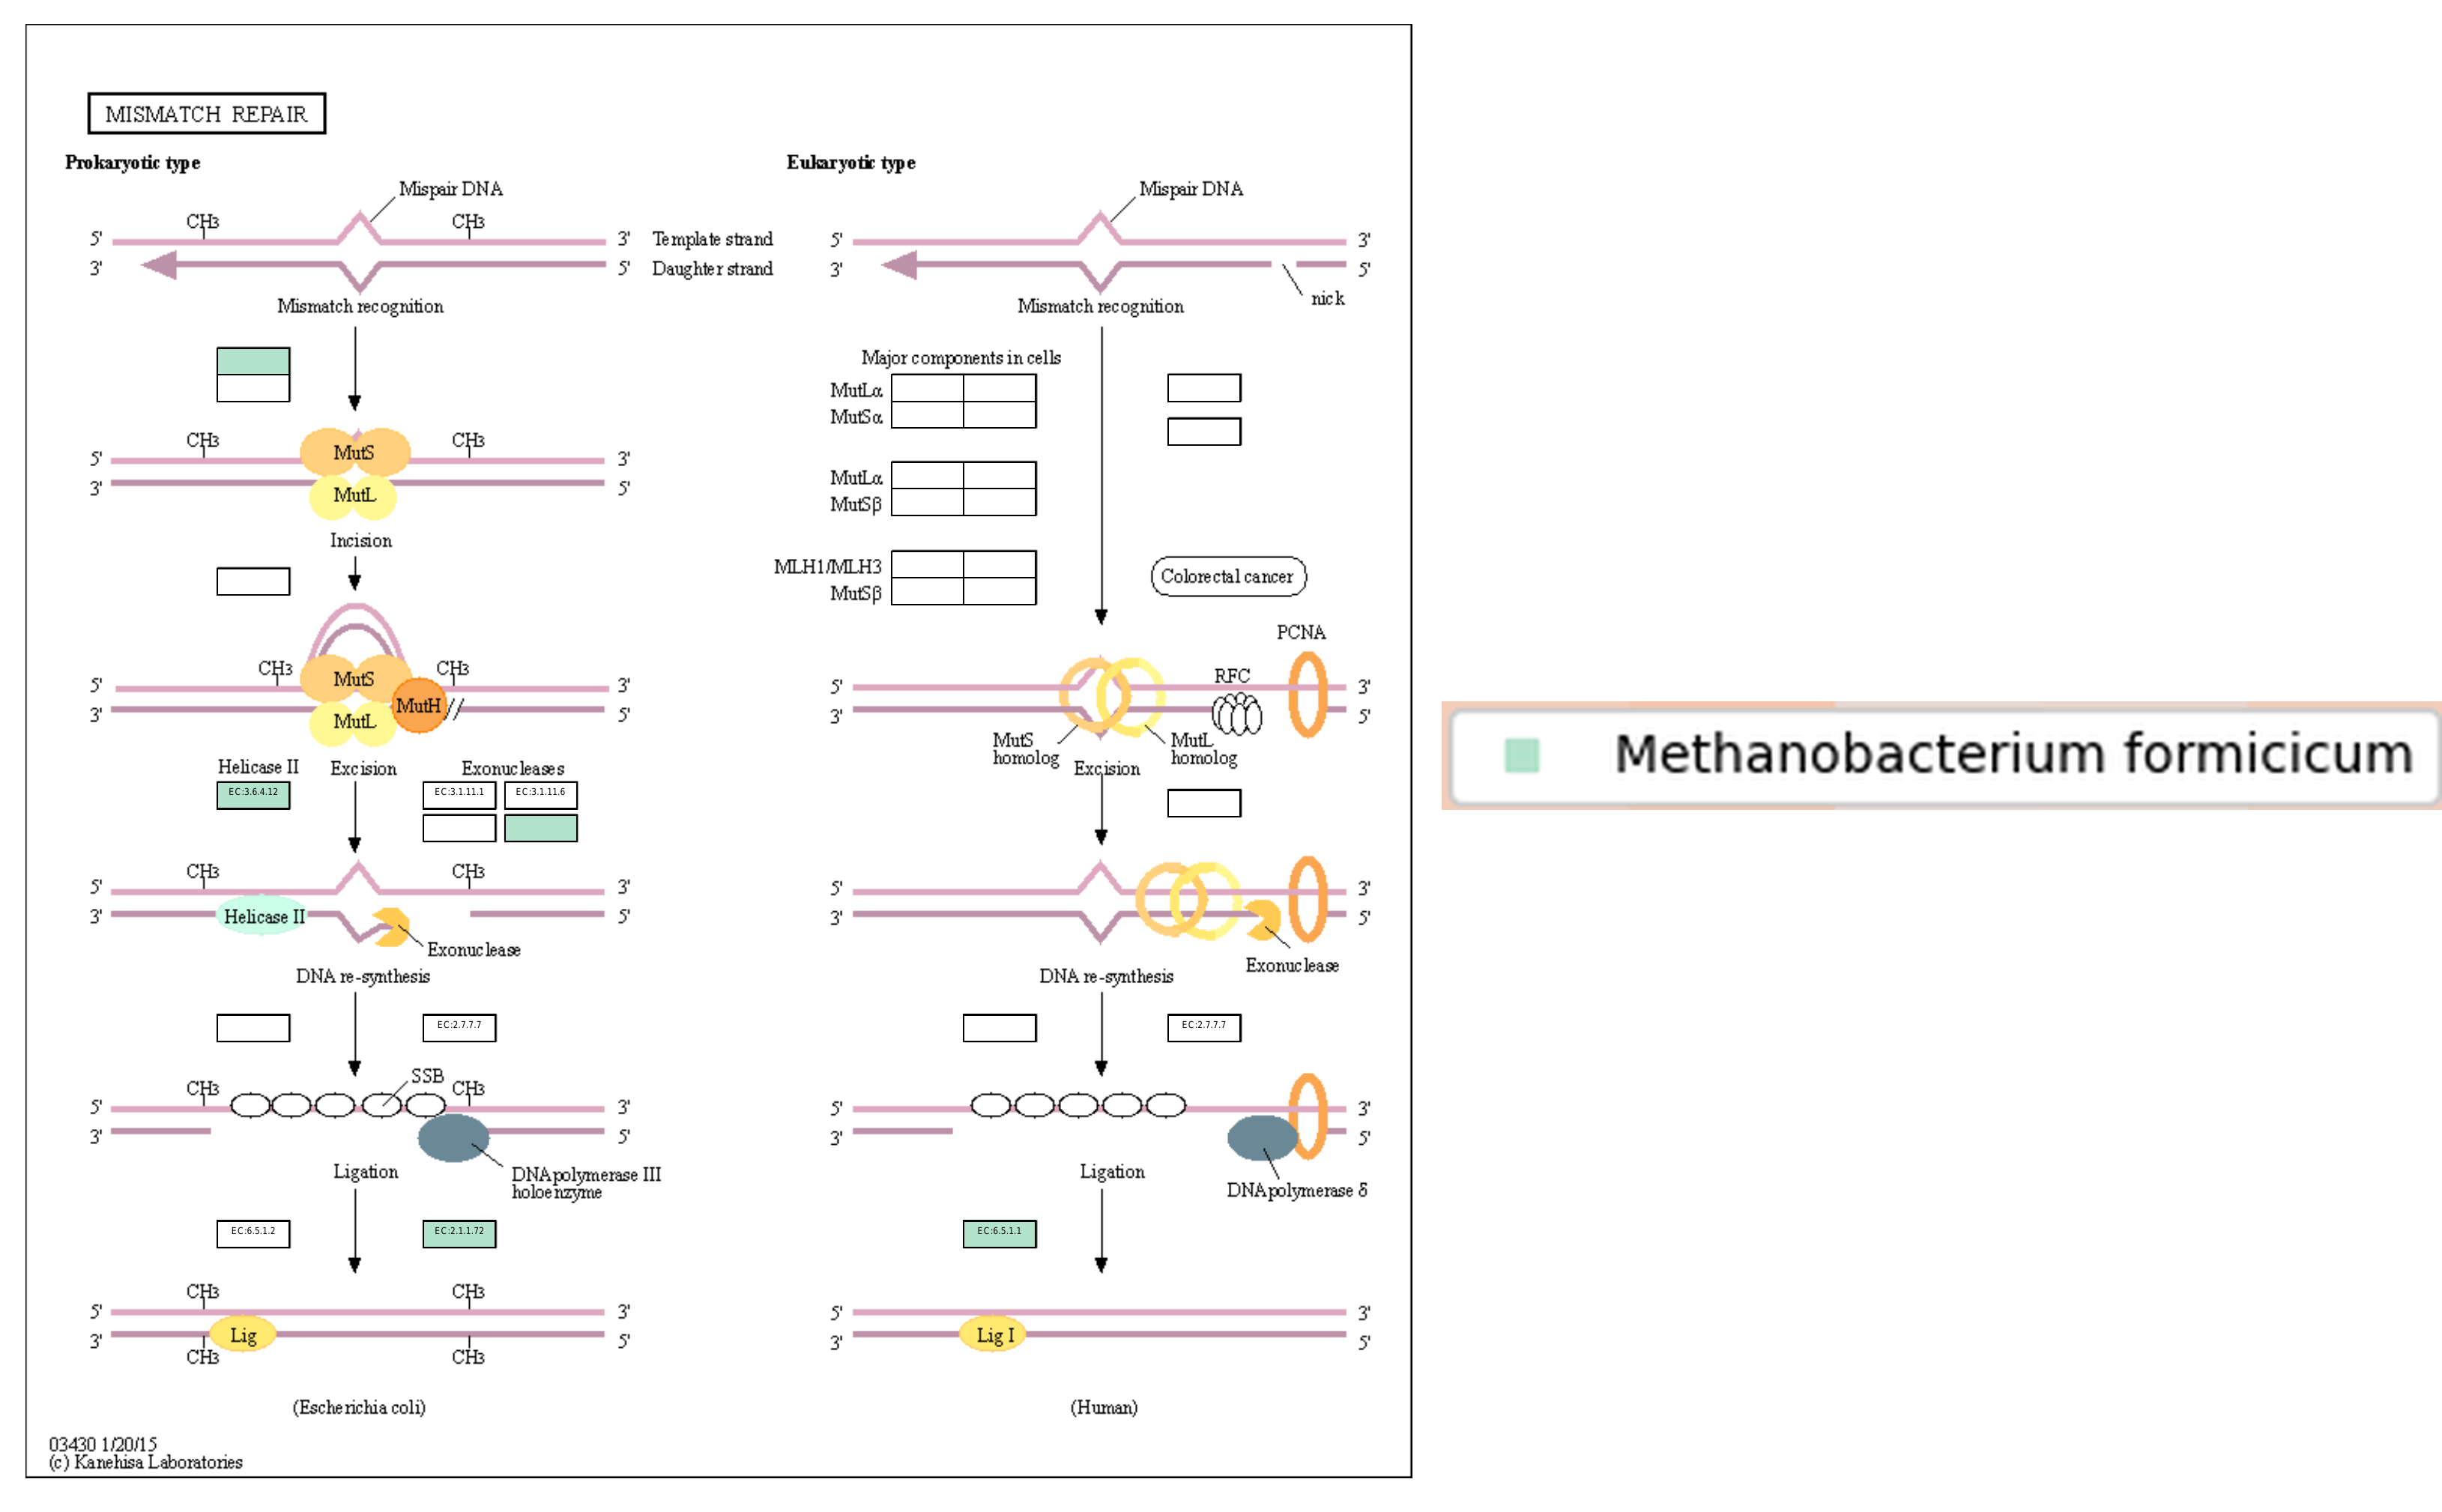 MISMATCH REPAIR
Prokaryotic type
Mispair DNA
CH3
CH3
5'
3'
Template strand
3'
5'
Daughter strand
Mismatch recognition
CH3
CH3
5'
MutS
3'
3'
MutL
5'
Incision
CH3
CH3
5'
MutS
3'
3'
MutL
MutH
5'
Helicase II
Excision
Exonucleases
EC:3.6.4.12
EC:3.1.11.1
EC:3.1.11.6
CH3
CH3
5'
3'
3'
Helicase II
5'
Exonuclease
DNA re-synthesis
EC:2.7.7.7
SSB
CH3
CH3
5'
3'
3'
5'
Ligation
DNA polymerase III
holoenzyme
EC:6.5.1.2
EC:2.1.1.72
CH3
CH3
5'
3'
3'
Lig
5'
CH3
CH3
(Escherichia coli)
Eukaryotic type
Mispair DNA
5'
3'
3'
5'
nick
Mismatch recognition
Major components in cells
MutLα
MutSα
MutLα
MutSβ
MLH1/MLH3
MutSβ
Colorectal cancer
PCNA
RFC
5'
3'
3'
5'
MutS
homolog
MutL
homolog
Excision
5'
3'
3'
5'
Exonuclease
DNA re-synthesis
EC:2.7.7.7
5'
3'
3'
5'
Ligation
DNA polymerase δ
EC:6.5.1.1
5'
3'
3'
Lig I
5'
(Human)
03430 1/20/15
(c) Kanehisa Laboratories
Methanobacterium formicicum